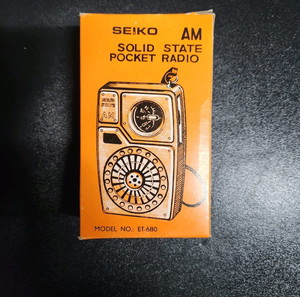 SEIKO AM
SOLID STATE
POCKET RADIO
AM
MODEL NO.: ET-680